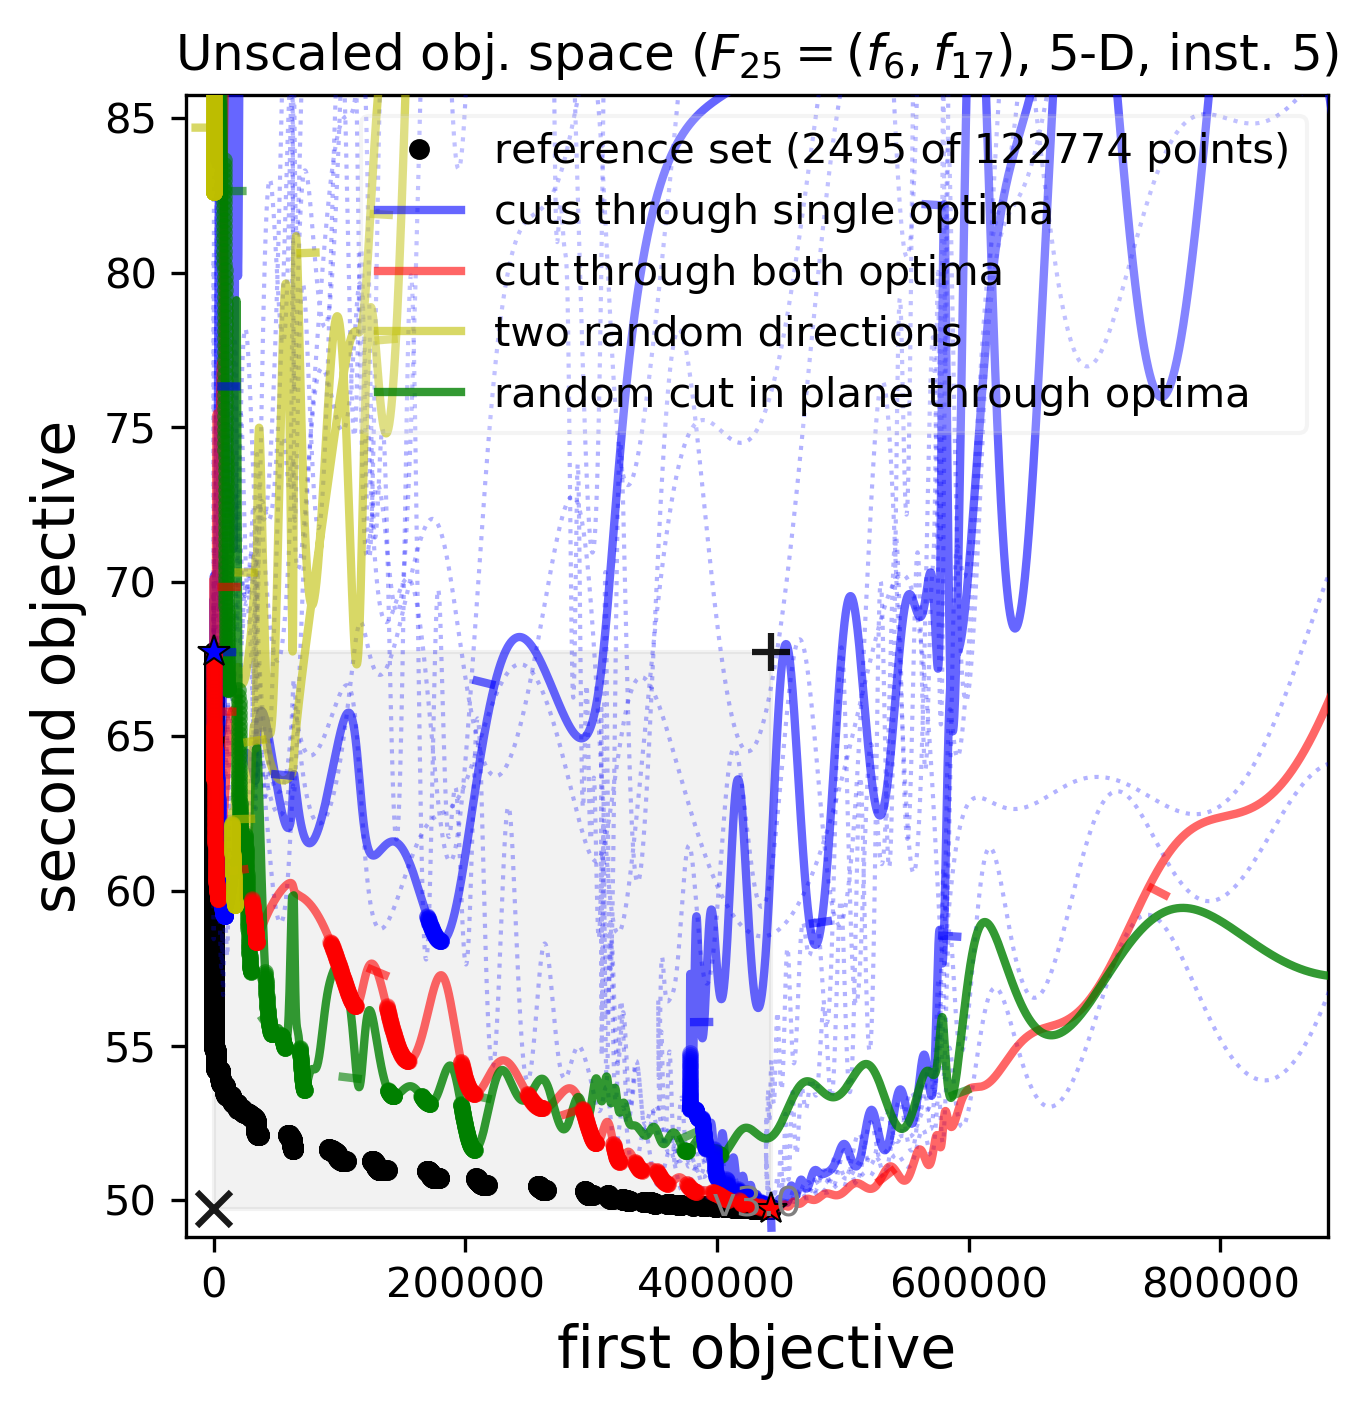 Unscaled obj. space (F₂₅ = (f₆, f₁₇), 5-D, inst. 5)
reference set (2495 of 122774 points)
cuts through single optima
cut through both optima
two random directions
random cut in plane through optima
second objective
85
80
75
70
65
60
55
50
v3.0
0
200000
400000
600000
800000
first objective